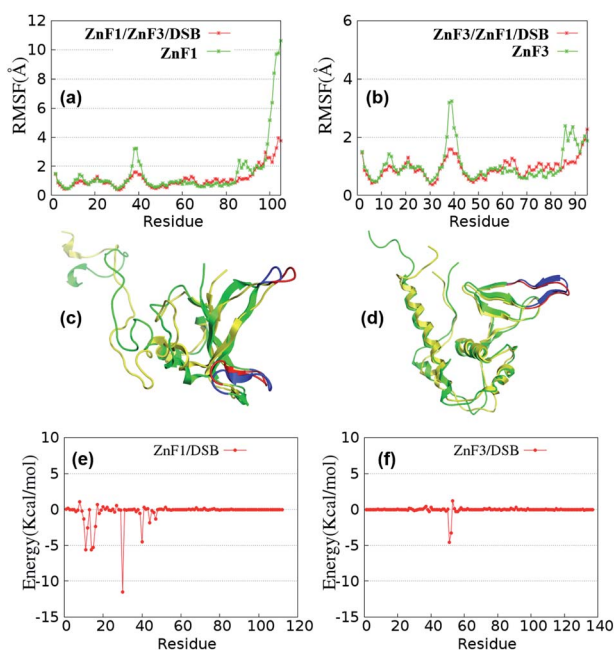 ZnF1/ZnF3/DSB
ZnF1
(a)
RMSF(Å)
12
10
8
6
4
2
0
0 20 40 60 80 100
Residue
ZnF3/ZnF1/DSB
ZnF3
(b)
RMSF(Å)
6
4
2
0
0 10 20 30 40 50 60 70 80 90
Residue
(c)
(d)
(e)
ZnF1/DSB
Energy(Kcal/mol)
10
5
0
-5
-10
-15
0 20 40 60 80 100 120
Residue
(f)
ZnF3/DSB
Energy(Kcal/mol)
10
5
0
-5
-10
-15
0 20 40 60 80 100 120 140
Residue